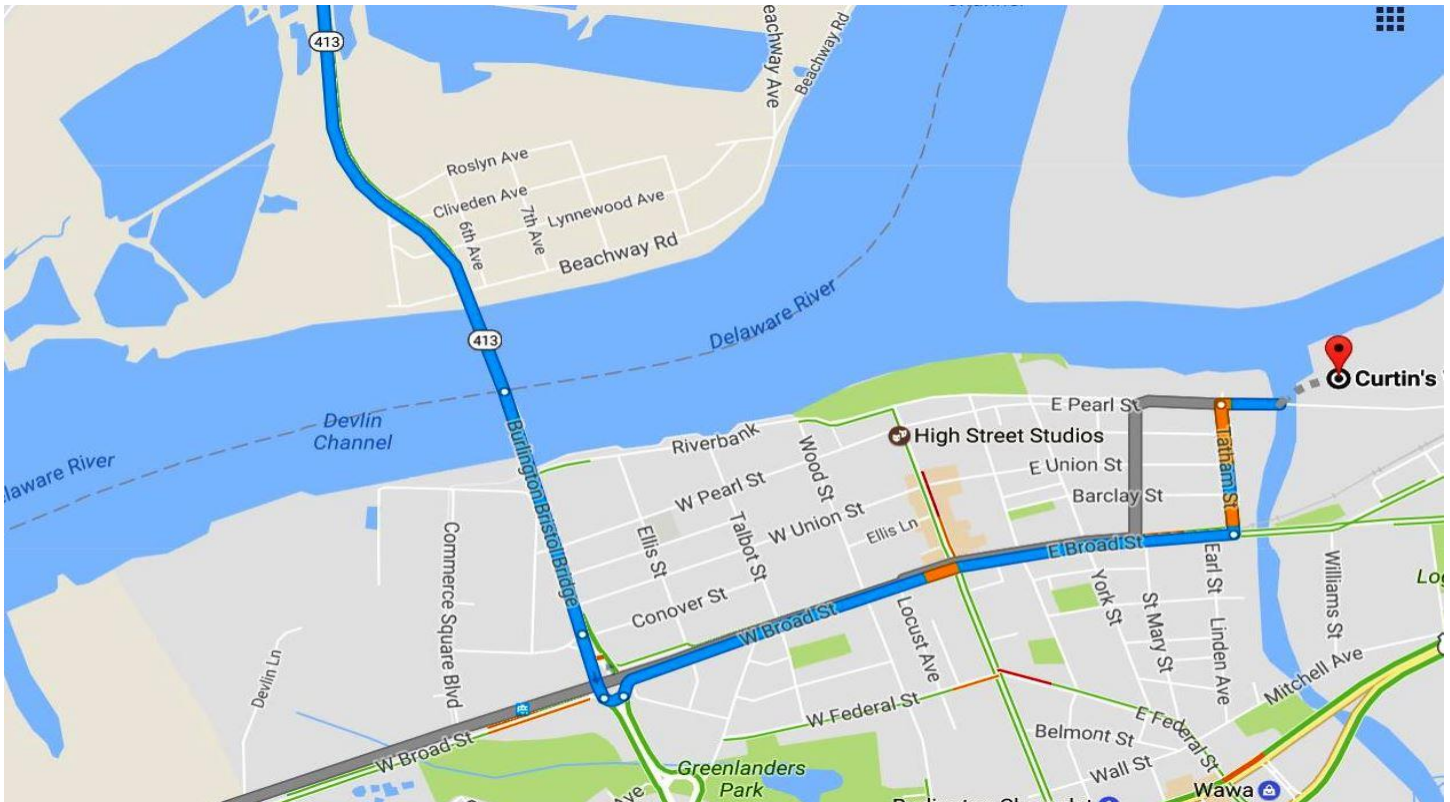 413
eachway Ave
Beachway Rd
Roslyn Ave
Cliveden Ave
7th Ave
Lynnewood Ave
6th Ave
Beachway Rd
413
Delaware River
Devlin
Channel
laware River
Curtin's
E Pearl St
High Street Studios
Riverbank
Wood St
E Union St
Tatham St
Barclay St
W Pearl St
W Union St
Ellis Ln
Burlington Bristol Bridge
Commerce Square Blvd
Ellis St
Talbot St
E Broad St
Conover St
W Broad St
Locust Ave
York St
St Mary St
Earl St
Linden Ave
Williams St
Log
Devlin Ln
Mitchell Ave
W Federal St
E Federal St
W Broad St
Belmont St
Wall St
Greenlanders
Park
Wawa